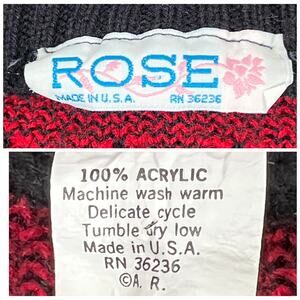 ROSE
MADE IN U.S.A. RN 36236
100% ACRYLIC
Machine wash warm
Delicate cycle
Tumble dry low
Made in U.S.A.
RN 36236
©A. R.